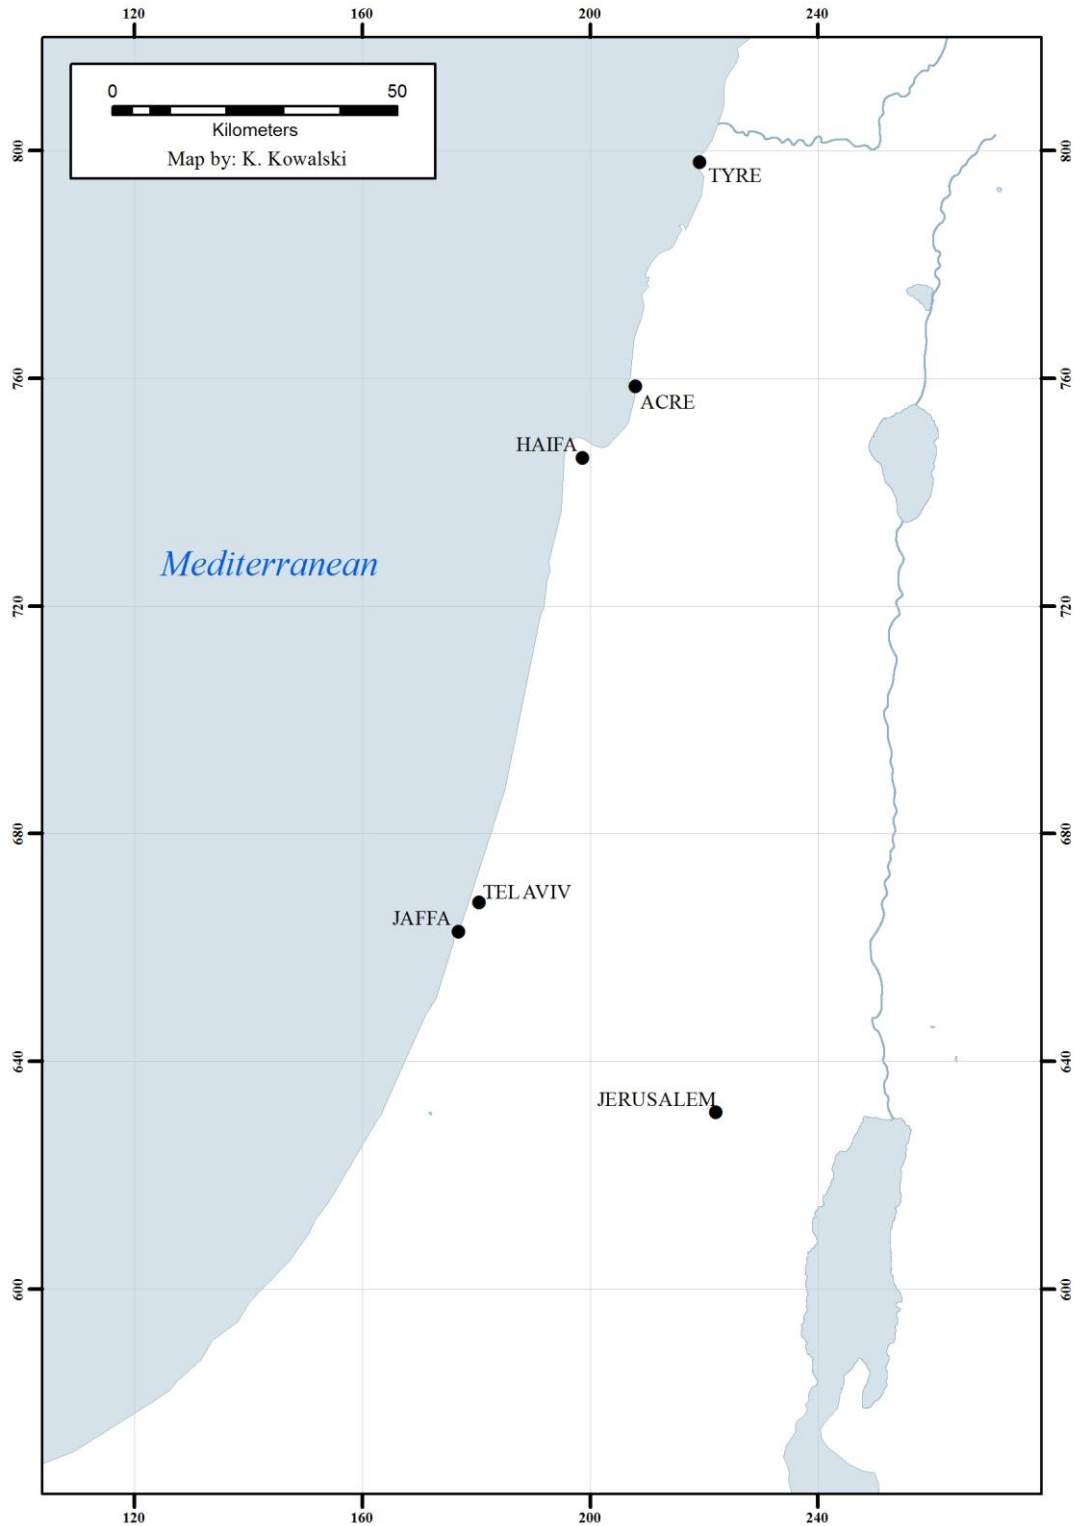 120 160 200 240
0 50
Kilometers
Map by: K. Kowalski
800 800
TYRE
760 760
ACRE
HAIFA
Mediterranean
720 720
680 680
TEL AVIV
JAFFA
640 640
JERUSALEM
600 600
120 160 200 240